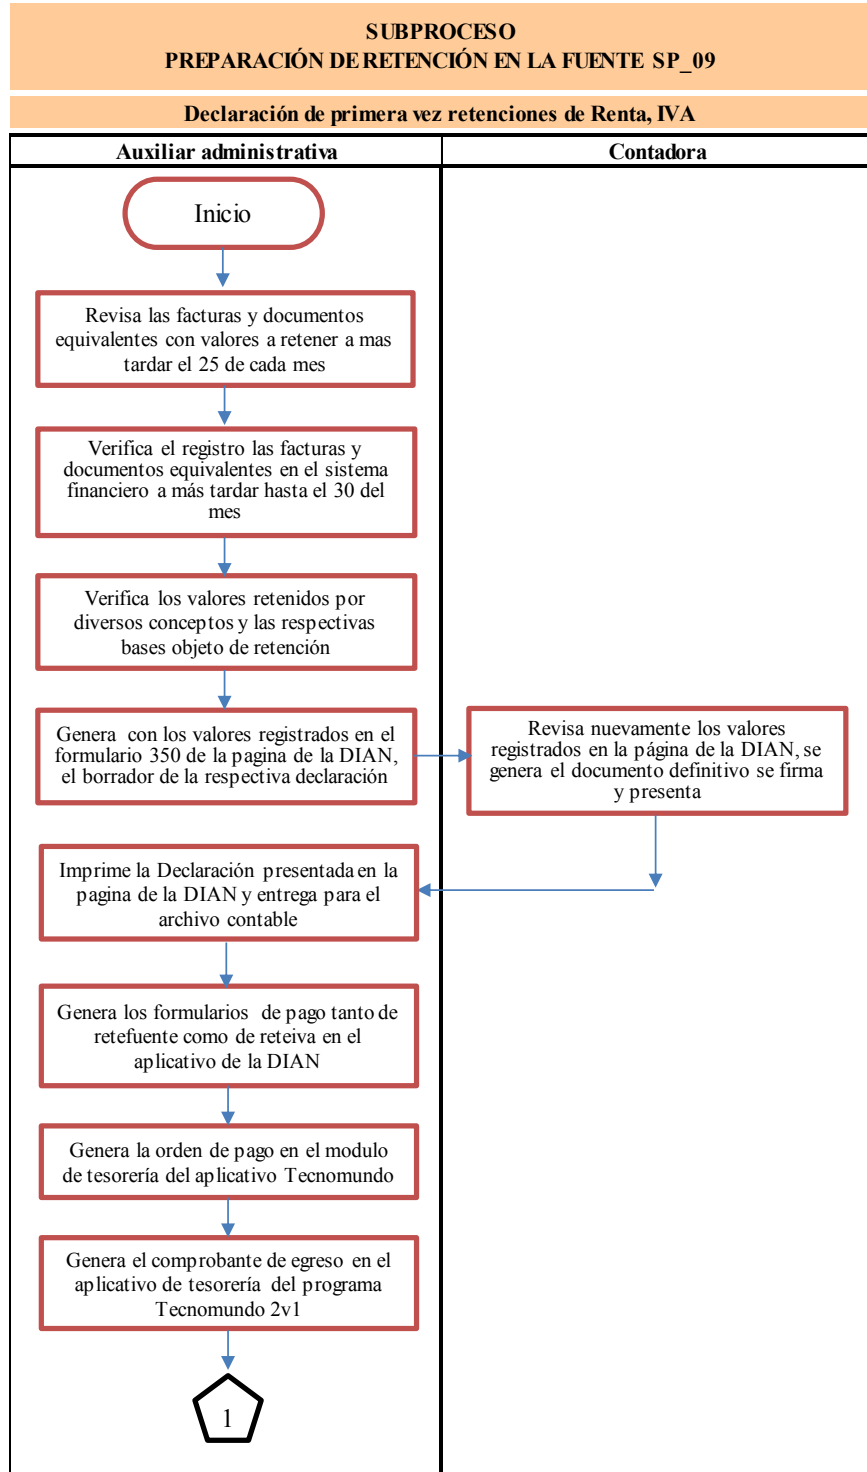 SUBPROCESO
PREPARACIÓN DE RETENCIÓN EN LA FUENTE SP_09
Declaración de primera vez retenciones de Renta, IVA
Auxiliar administrativa
Contadora
Inicio
Revisa las facturas y documentos
equivalentes con valores a retener a mas
tardar el 25 de cada mes
Verifica el registro las facturas y
documentos equivalentes en el sistema
financiero a más tardar hasta el 30 del
mes
Verifica los valores retenidos por
diversos conceptos y las respectivas
bases objeto de retención
Genera con los valores registrados en el
formulario 350 de la pagina de la DIAN,
el borrador de la respectiva declaración
Revisa nuevamente los valores
registrados en la página de la DIAN, se
genera el documento definitivo se firma
y presenta
Imprime la Declaración presentada en la
pagina de la DIAN y entrega para el
archivo contable
Genera los formularios de pago tanto de
retefuente como de reteiva en el
aplicativo de la DIAN
Genera la orden de pago en el modulo
de tesorería del aplicativo Tecnomundo
Genera el comprobante de egreso en el
aplicativo de tesorería del programa
Tecnomundo 2v1
1